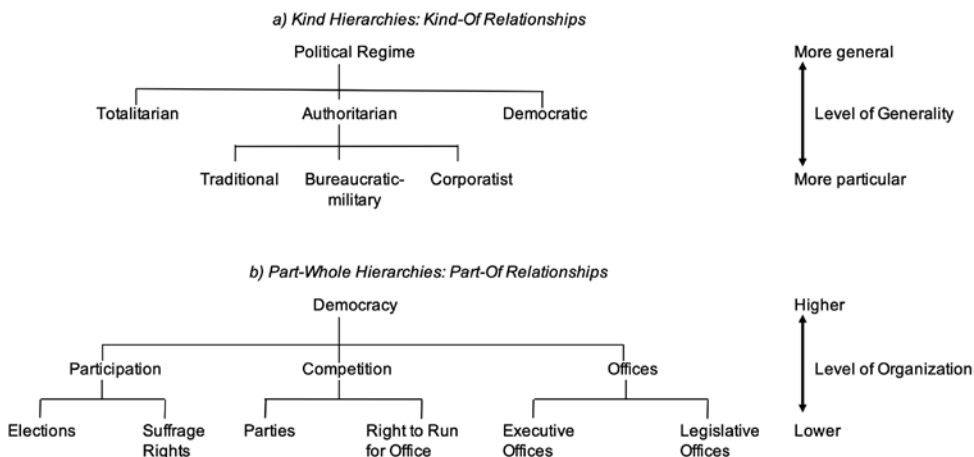 a) Kind Hierarchies: Kind-Of Relationships
Political Regime
More general
Totalitarian
Authoritarian
Democratic
Level of Generality
Traditional
Bureaucratic-
military
Corporatist
More particular
b) Part-Whole Hierarchies: Part-Of Relationships
Democracy
Higher
Participation
Competition
Offices
Level of Organization
Elections
Suffrage
Rights
Parties
Right to Run
for Office
Executive
Offices
Legislative
Offices
Lower